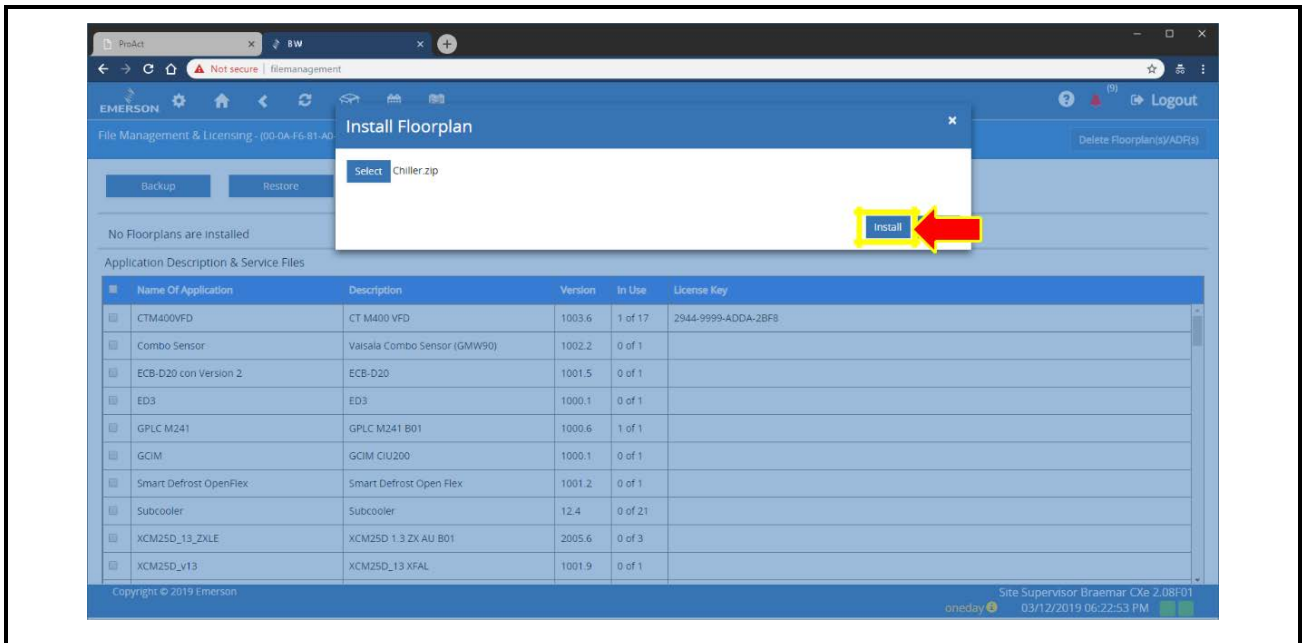 ProAct BW
Not secure | filemanagement
EMERSON (9) Logout
File Management & Licensing - (00-0A-F6-81-A0- Delete Floorplan(s)/ADF(s)
Install Floorplan
Select Chiller.zip
Backup Restore
Install
No Floorplans are installed
Application Description & Service Files
Name Of Application Description Version In Use License Key
CTM400VFD CT M400 VFD 1003.6 1 of 17 2944-9999-ADDA-2BF8
Combo Sensor Vaisala Combo Sensor (GMW90) 1002.2 0 of 1
ECB-D20 con Version 2 ECB-D20 1001.5 0 of 1
ED3 ED3 1000.1 0 of 1
GPLC M241 GPLC M241 B01 1000.6 1 of 1
GCIM GCIM CIU200 1000.1 0 of 1
Smart Defrost OpenFlex Smart Defrost Open Flex 1001.2 0 of 1
Subcooler Subcooler 12.4 0 of 21
XCM25D_13_ZXLE XCM25D 1.3 ZX AU B01 2005.6 0 of 3
XCM25D_v13 XCM25D_13 XFAL 1001.9 0 of 1
Copyright © 2019 Emerson Site Supervisor Braemar CXe 2.08F01
oneday 03/12/2019 06:22:53 PM